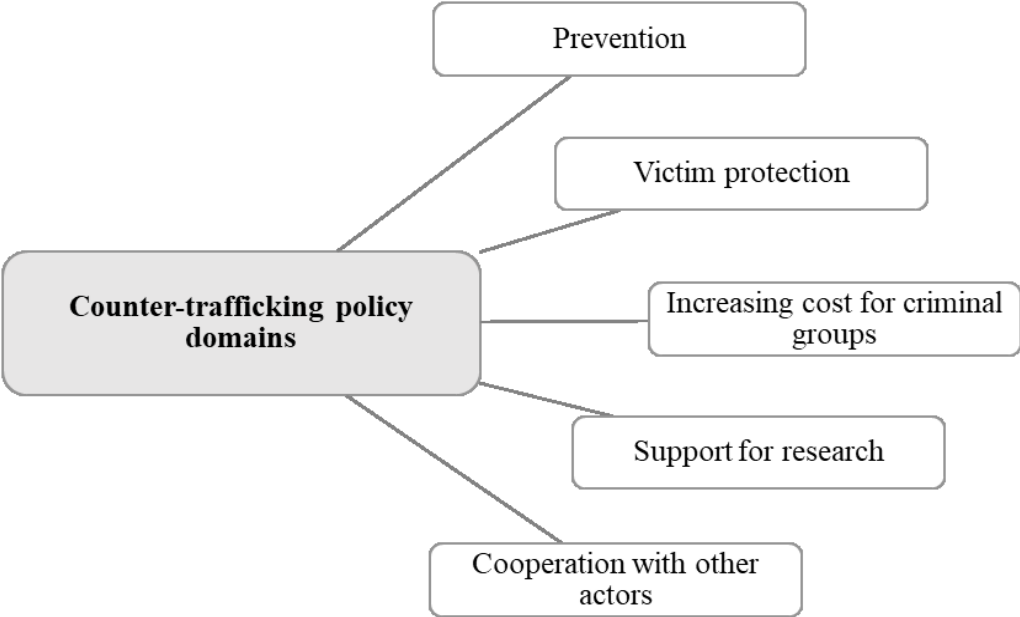 Prevention
Victim protection
Counter-trafficking policy
domains
Increasing cost for criminal
groups
Support for research
Cooperation with other
actors